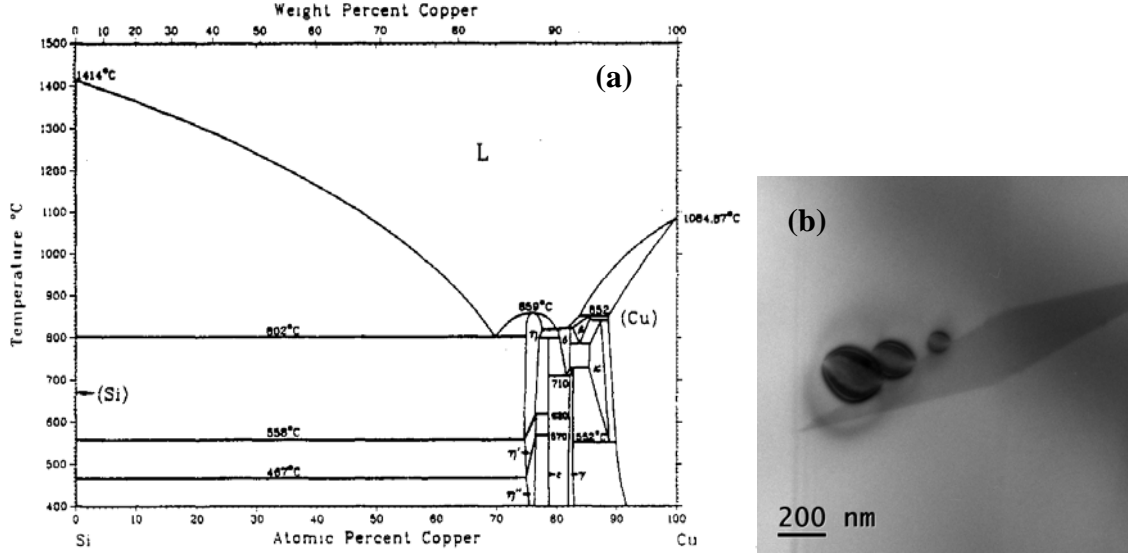 Weight Percent Copper
0 10 20 30 40 50 60 70 80 90 100
1500
(a)
1414°C
1400
1300
1200
L
1100
1084.87°C
1000
900
859°C
852
(Cu)
802°C
800
η
δ
κ
700
710
(Si)
600
620
558°C
570
552°C
500
η'
467°C
ε
γ
η''
400
0 10 20 30 40 50 60 70 80 90 100
Si
Atomic Percent Copper
Cu
Temperature °C
(b)
200 nm